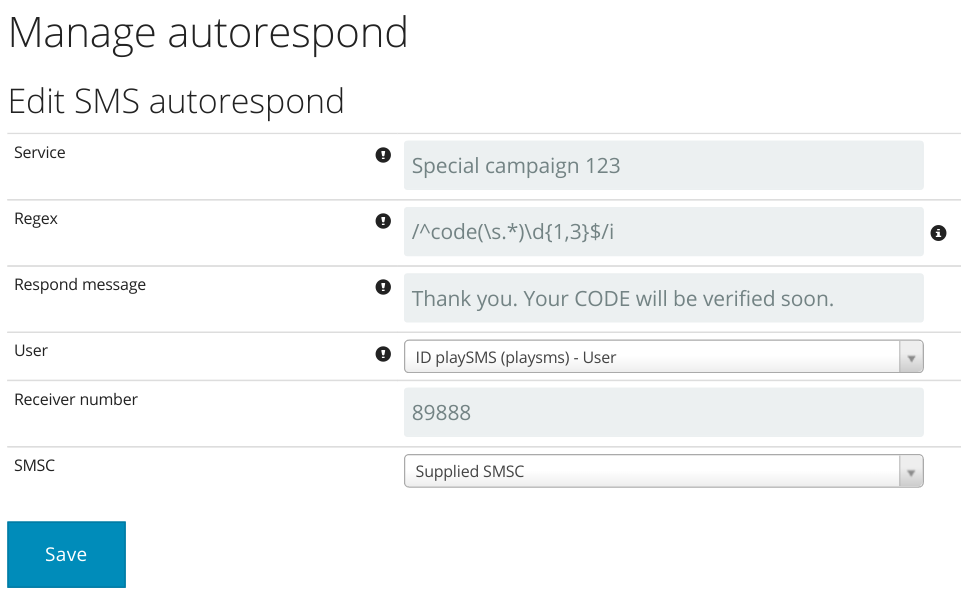 Manage autorespond
Edit SMS autorespond
Service
Special campaign 123
Regex
/^code(\s.*)\d{1,3}$/i
Respond message
Thank you. Your CODE will be verified soon.
User
ID playSMS (playsms) - User
Receiver number
89888
SMSC
Supplied SMSC
Save